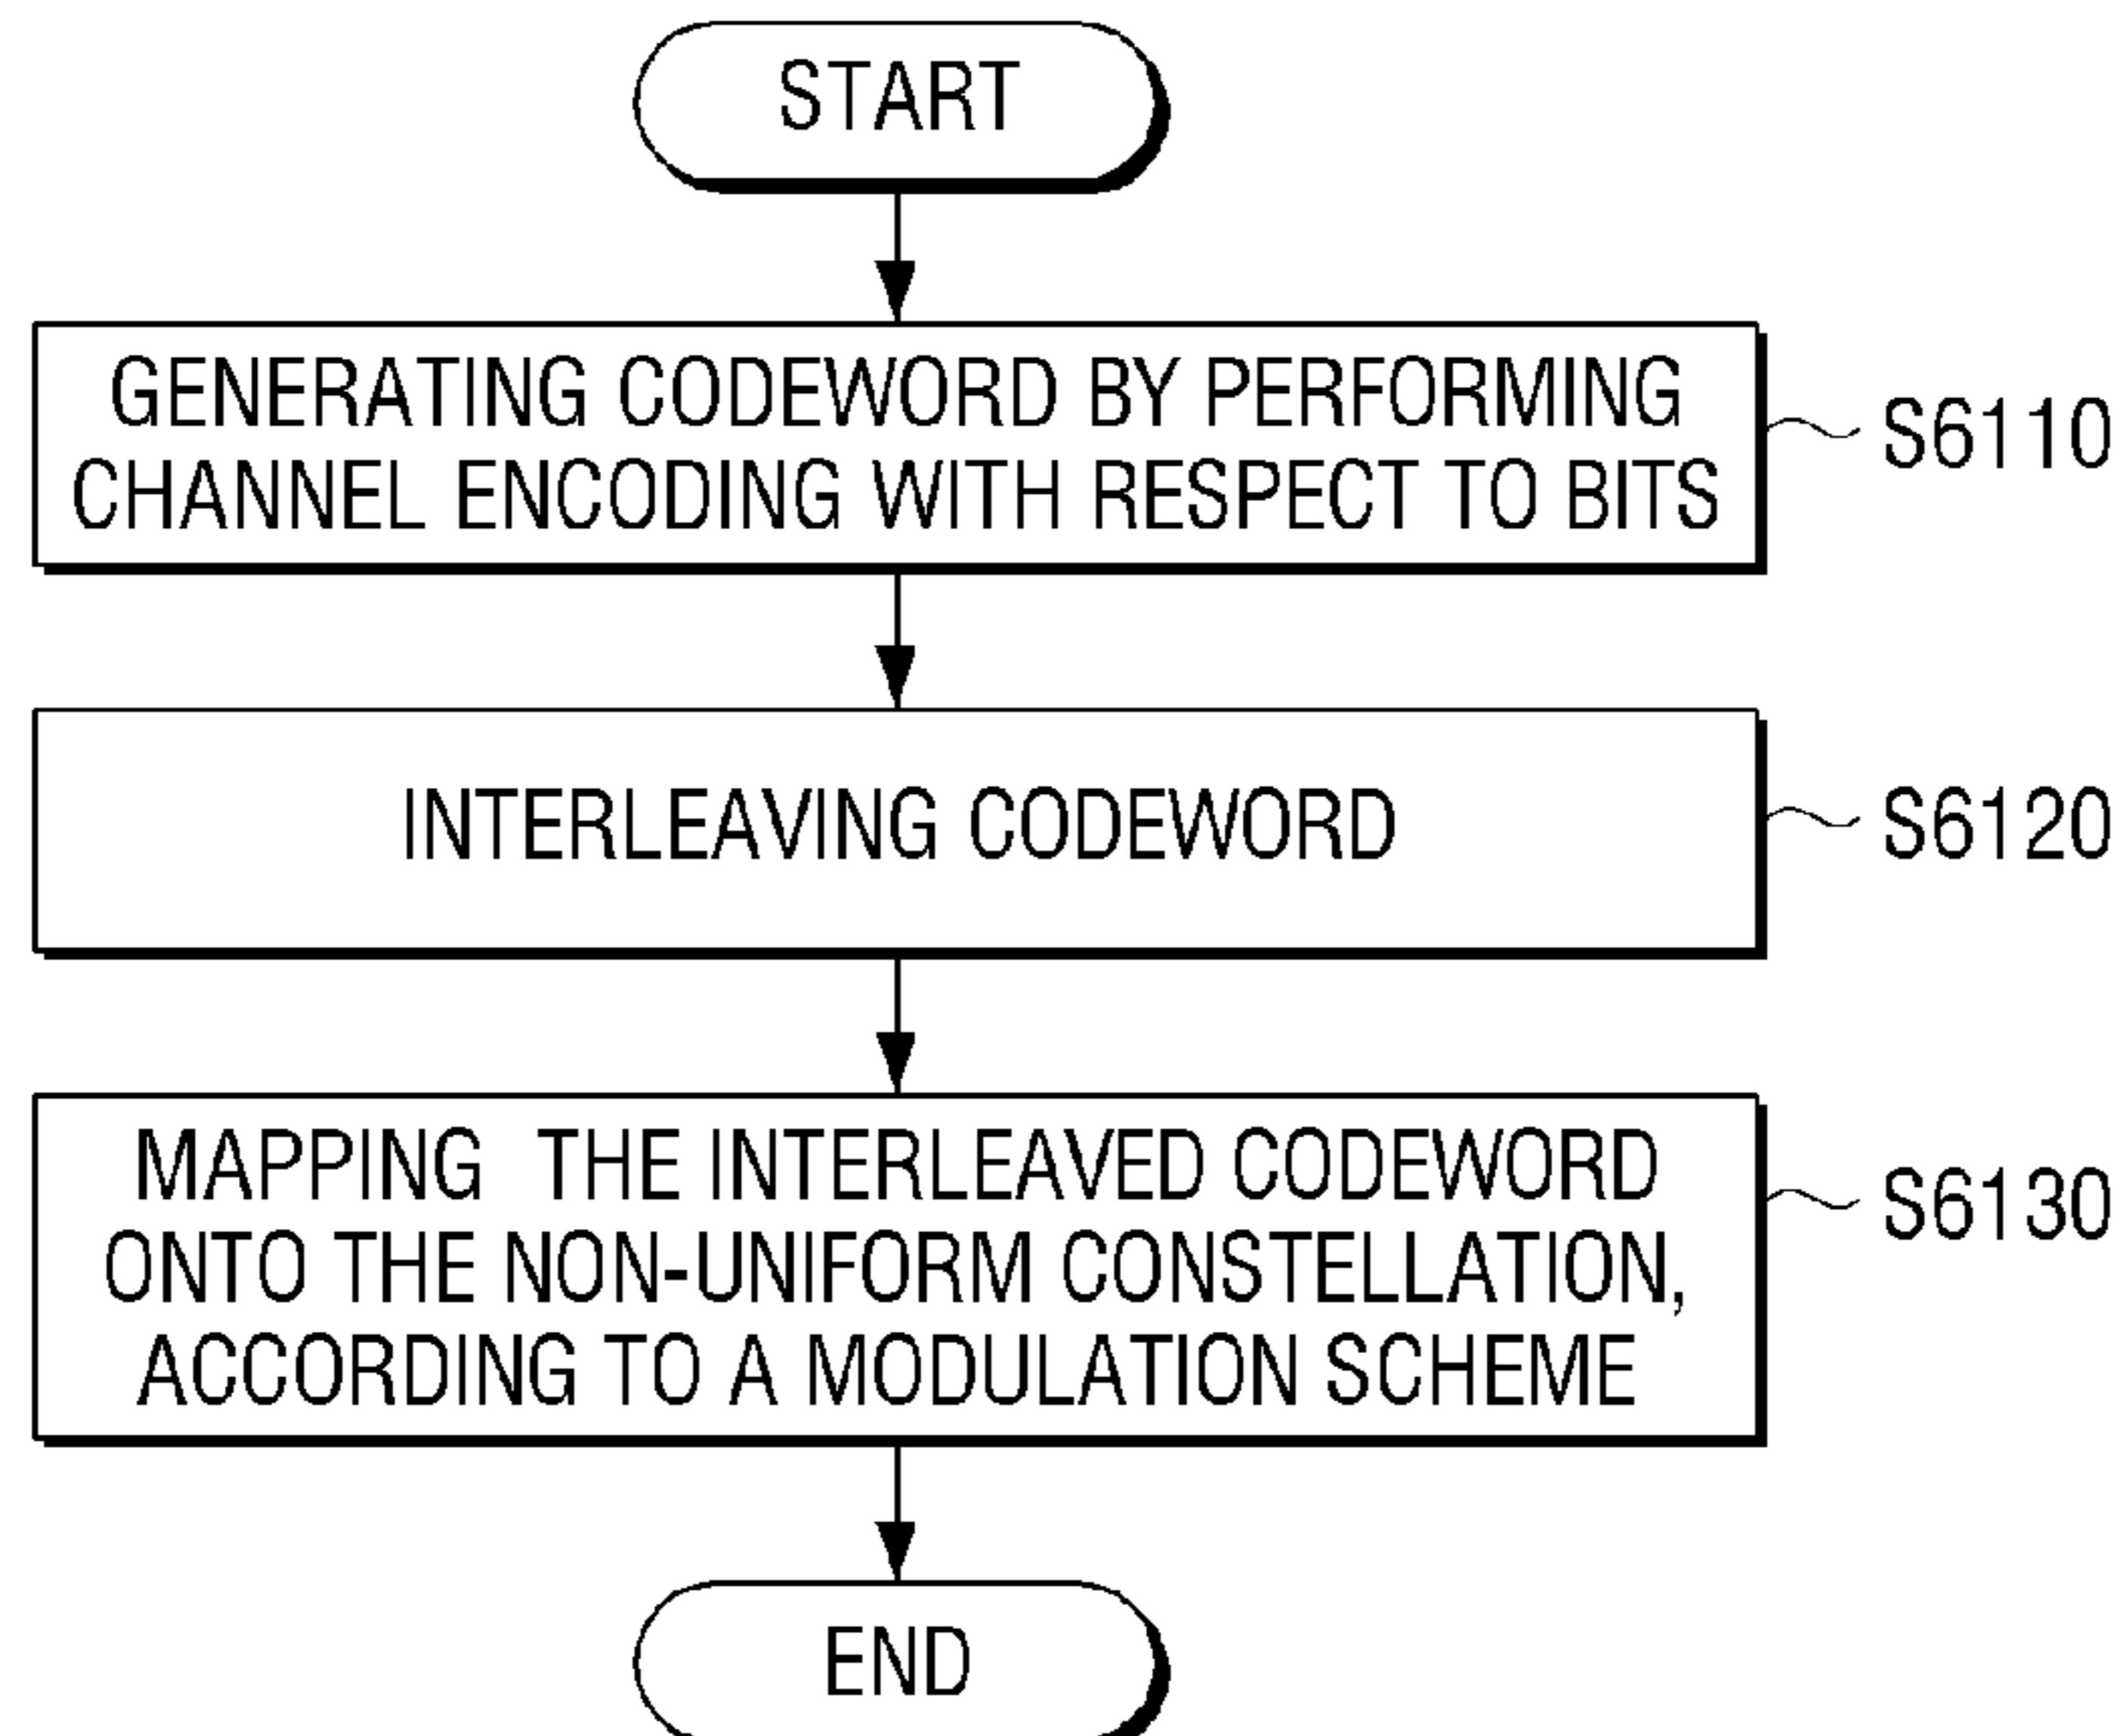 START
GENERATING CODEWORD BY PERFORMING
CHANNEL ENCODING WITH RESPECT TO BITS
S6110
INTERLEAVING CODEWORD
S6120
MAPPING THE INTERLEAVED CODEWORD
ONTO THE NON-UNIFORM CONSTELLATION,
ACCORDING TO A MODULATION SCHEME
S6130
END